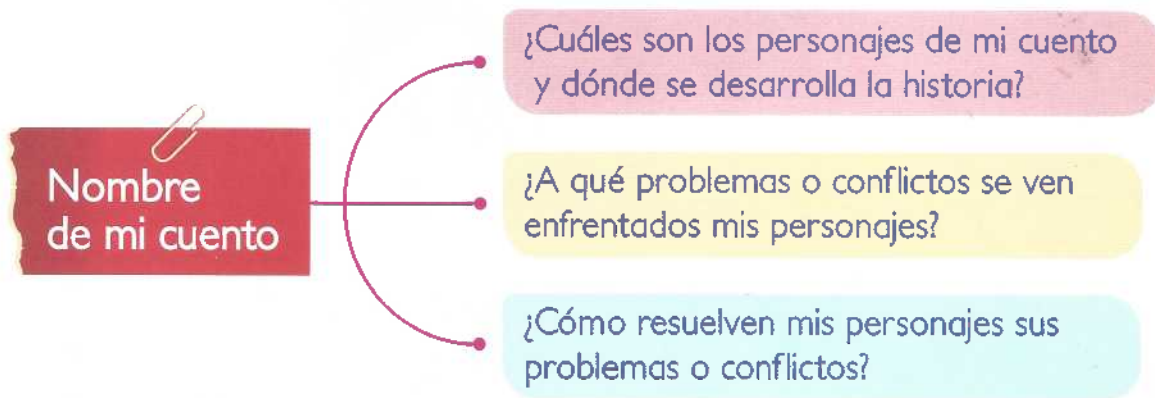 ¿Cuáles son los personajes de mi cuento
y dónde se desarrolla la historia?
Nombre
de mi cuento
¿A qué problemas o conflictos se ven
enfrentados mis personajes?
¿Cómo resuelven mis personajes sus
problemas o conflictos?